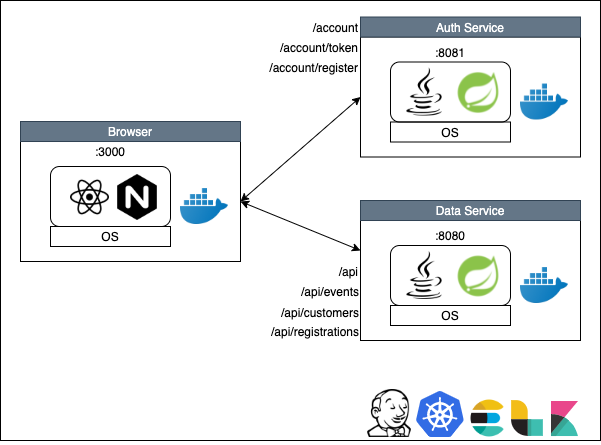 /account
/account/token
/account/register
Auth Service
:8081
OS
Browser
:3000
N
OS
Data Service
:8080
OS
/api
/api/events
/api/customers
/api/registrations